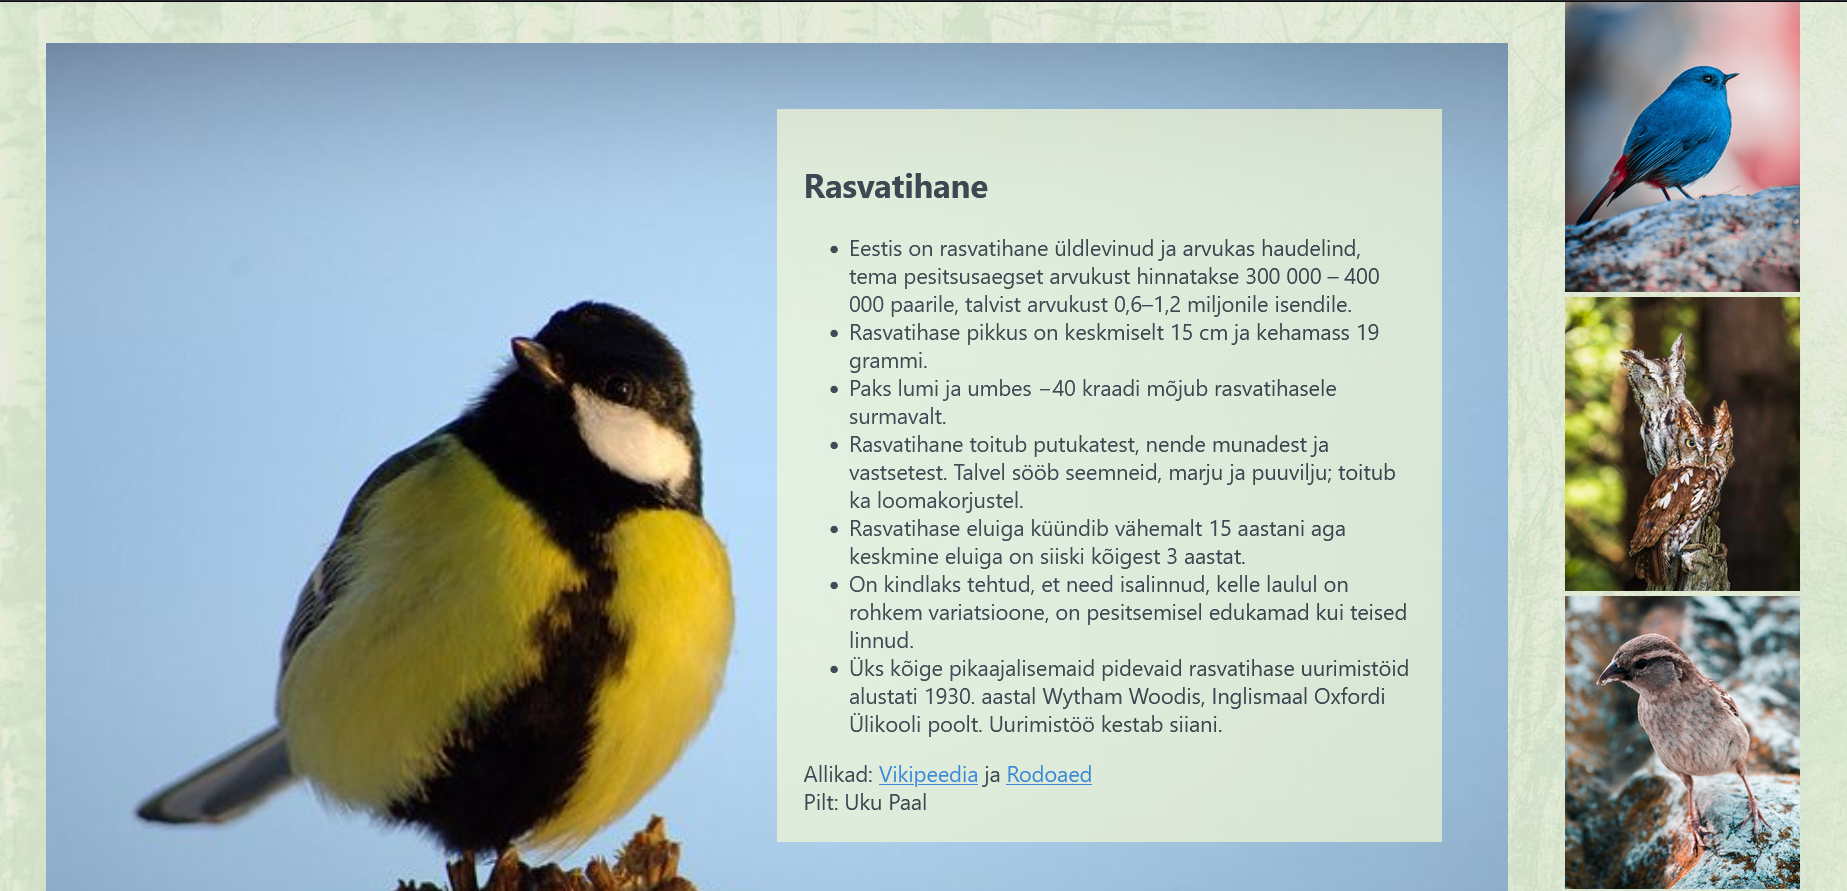 Rasvatihane
Eestis on rasvatihane üldlevinud ja arvukas haudelind,
tema pesitsusaegset arvukust hinnatakse 300 000 – 400
000 paarile, talvist arvukust 0,6–1,2 miljonile isendile.
Rasvatihase pikkus on keskmiselt 15 cm ja kehamass 19
grammi.
Paks lumi ja umbes −40 kraadi mõjub rasvatihasele
surmavalt.
Rasvatihane toitub putukatest, nende munadest ja
vastsetest. Talvel sööb seemneid, marju ja puuvilju; toitub
ka loomakorjustel.
Rasvatihase eluiga küündib vähemalt 15 aastani aga
keskmine eluiga on siiski kõigest 3 aastat.
On kindlaks tehtud, et need isalinnud, kelle laulul on
rohkem variatsioone, on pesitsemisel edukamad kui teised
linnud.
Üks kõige pikaajalisemaid pidevaid rasvatihase uurimistöid
alustati 1930. aastal Wytham Woodis, Inglismaal Oxfordi
Ülikooli poolt. Uurimistöö kestab siiani.
Allikad: Vikipeedia ja Rodoaed
Pilt: Uku Paal